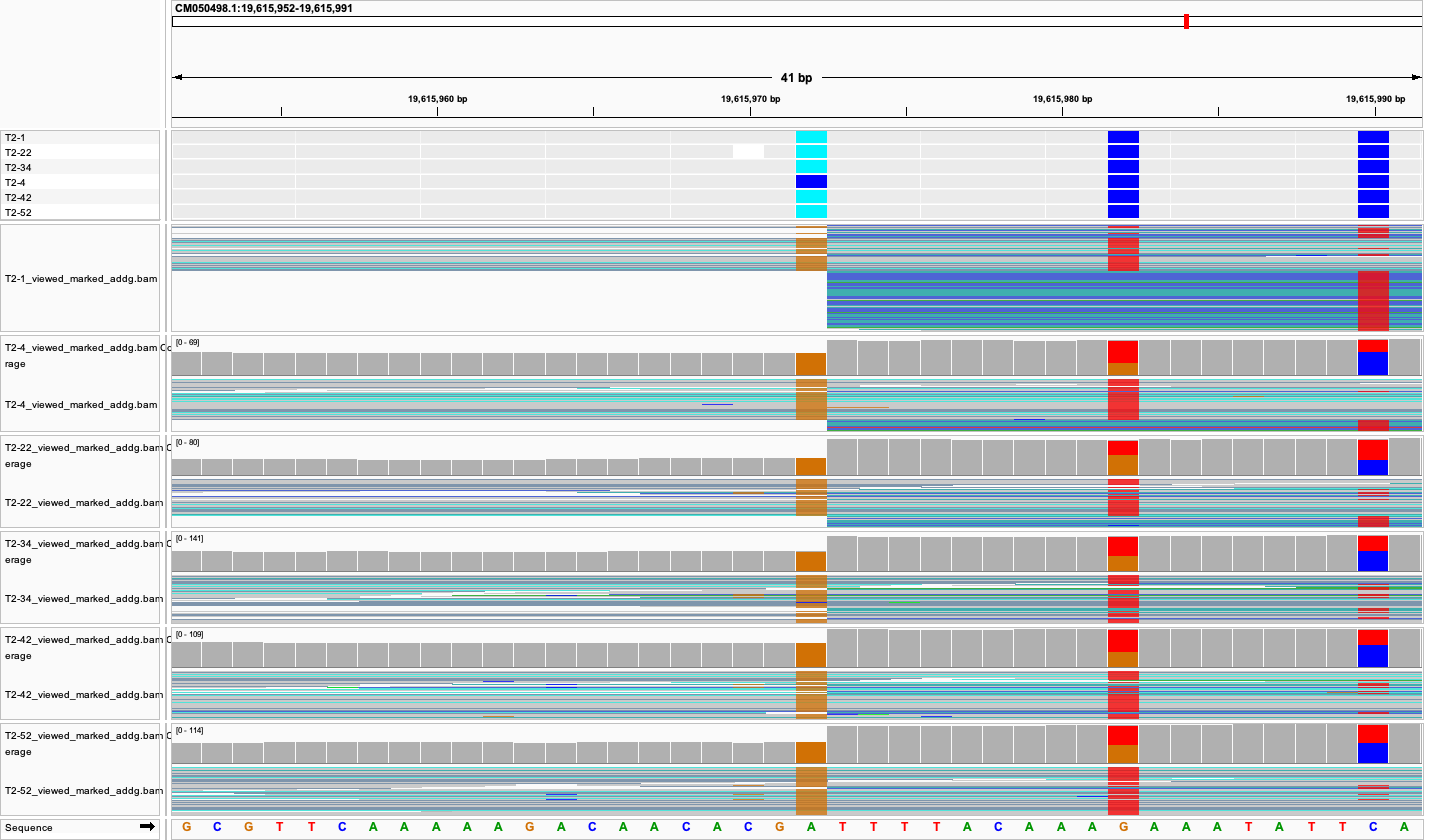 CM050498.1:19,615,952-19,615,991
41 bp
19,615,960 bp 19,615,970 bp 19,615,980 bp 19,615,990 bp
T2-1
T2-22
T2-34
T2-4
T2-42
T2-52
T2-1_viewed_marked_addg.bam
T2-4_viewed_marked_addg.bam Co
rage
[0 - 69]
T2-4_viewed_marked_addg.bam
T2-22_viewed_marked_addg.bam C
erage
[0 - 80]
T2-22_viewed_marked_addg.bam
T2-34_viewed_marked_addg.bam C
erage
[0 - 141]
T2-34_viewed_marked_addg.bam
T2-42_viewed_marked_addg.bam C
erage
[0 - 109]
T2-42_viewed_marked_addg.bam
T2-52_viewed_marked_addg.bam C
erage
[0 - 114]
T2-52_viewed_marked_addg.bam
Sequence G C G T T C A A A A A G A C A A C A C G A T T T T A C A A A G A A A T A T T C A